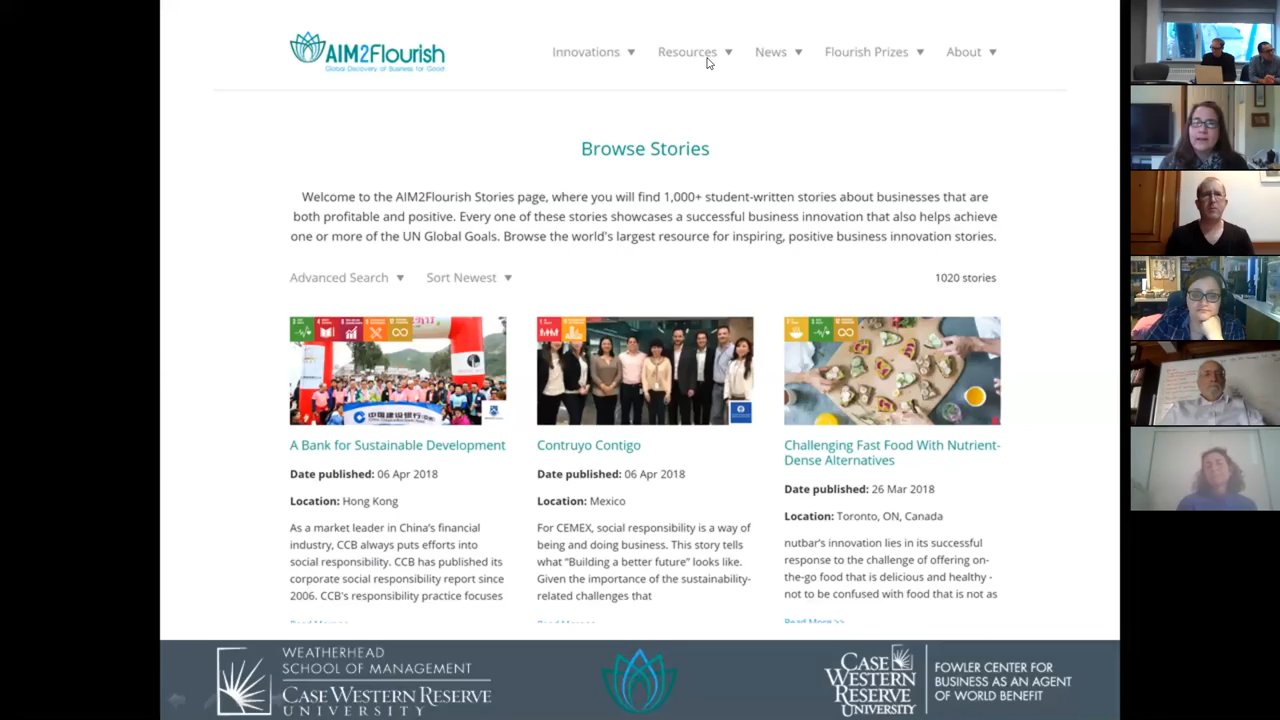 AIM2Flourish
Global Discovery of Business for Good
Innovations
Resources
News
Flourish Prizes
About
Browse Stories
Welcome to the AIM2Flourish Stories page, where you will find 1,000+ student-written stories about businesses that are
both profitable and positive. Every one of these stories showcases a successful business innovation that also helps achieve
one or more of the UN Global Goals. Browse the world's largest resource for inspiring, positive business innovation stories.
Advanced Search
Sort Newest
1020 stories
中国建设银行
A Bank for Sustainable Development
Date published: 06 Apr 2018
Location: Hong Kong
As a market leader in China's financial
industry, CCB always puts efforts into
social responsibility. CCB has published its
corporate social responsibility report since
2006. CCB's responsibility practice focuses
Contruyo Contigo
Date published: 06 Apr 2018
Location: Mexico
For CEMEX, social responsibility is a way of
being and doing business. This story tells
what "Building a better future" looks like.
Given the importance of the sustainability-
related challenges that
Challenging Fast Food With Nutrient-
Dense Alternatives
Date published: 26 Mar 2018
Location: Toronto, ON, Canada
nutbar's innovation lies in its successful
response to the challenge of offering on-
the-go food that is delicious and healthy -
not to be confused with food that is not as
Read More >>
WEATHERHEAD
SCHOOL OF MANAGEMENT
CASE WESTERN RESERVE
UNIVERSITY
CASE
WESTERN
RESERVE
UNIVERSITY
FOWLER CENTER FOR
BUSINESS AS AN AGENT
OF WORLD BENEFIT